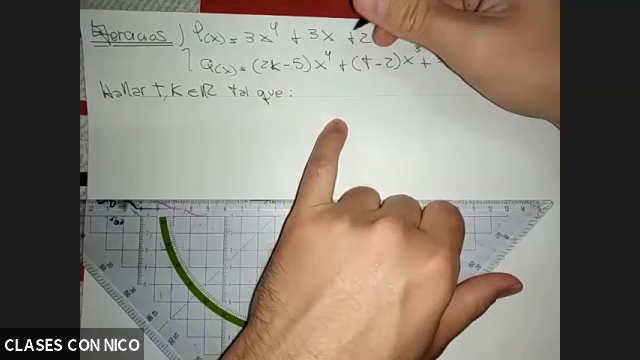 Ejercicios) P(x) = 3x⁴ + 3x + 2
Q(x) = (2k-5)x⁴ + (t-2)x³ +
Hallar t, k ∈ ℝ tal que:
CLASES CON NICO